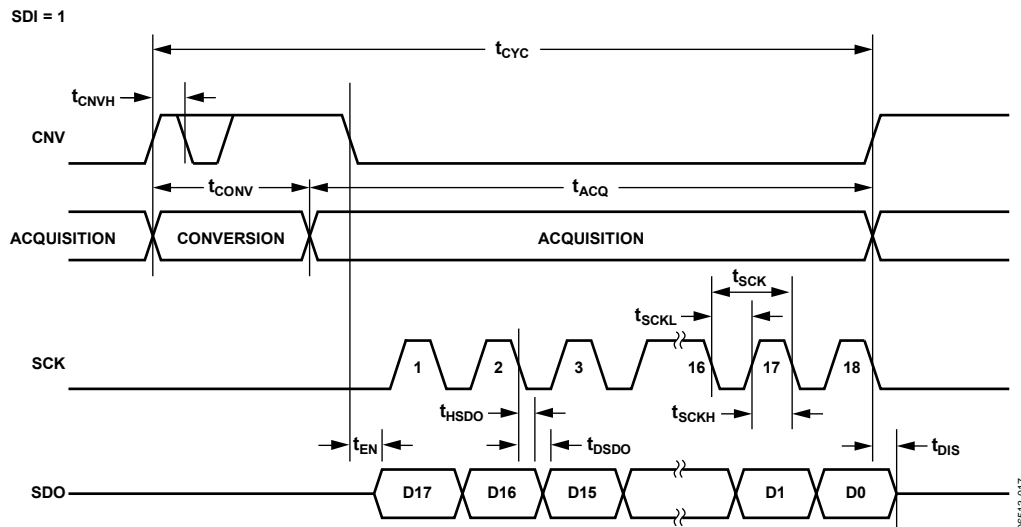 SDI = 1
tCYC
tCNVH
CNV
tCONV
tACQ
ACQUISITION
CONVERSION
ACQUISITION
tSCK
tSCKL
SCK
1
2
3
16
17
18
tHSDO
tSCKH
tEN
tDSDO
tDIS
SDO
D17
D16
D15
D1
D0